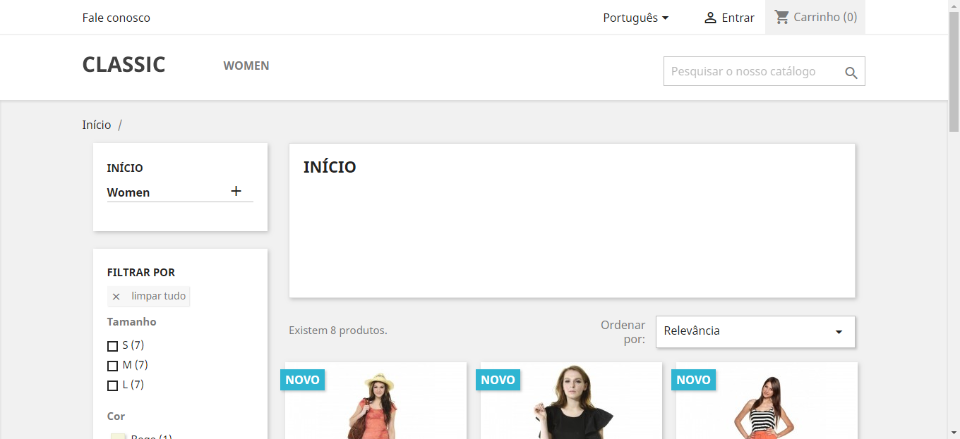 Fale conosco
Português
Entrar
Carrinho (0)
CLASSIC
WOMEN
Pesquisar o nosso catálogo
Início /
INÍCIO
Women
INÍCIO
FILTRAR POR
limpar tudo
Tamanho
S (7)
M (7)
L (7)
Cor
Bege (1)
Existem 8 produtos.
Ordenar
por:
Relevância
NOVO
NOVO
NOVO